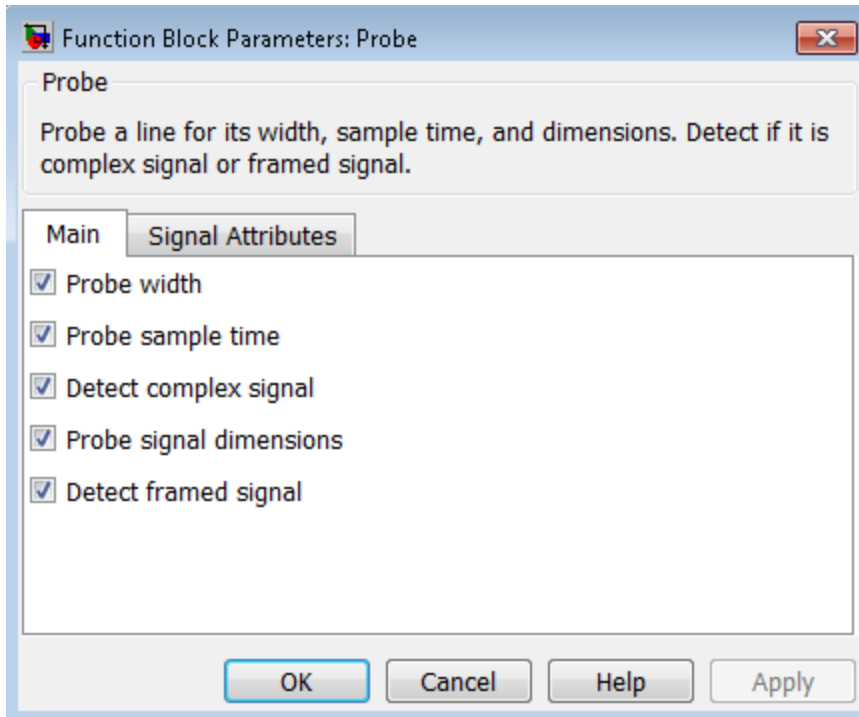 Function Block Parameters: Probe
Probe
Probe a line for its width, sample time, and dimensions. Detect if it is
complex signal or framed signal.
Main Signal Attributes
Probe width
Probe sample time
Detect complex signal
Probe signal dimensions
Detect framed signal
OK Cancel Help Apply